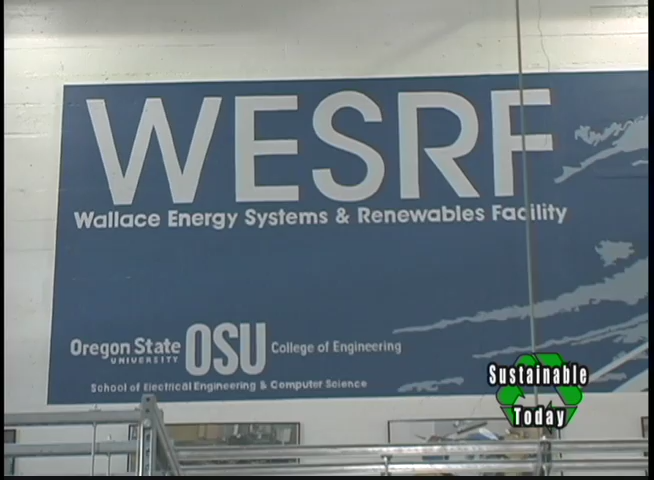 WESRF
Wallace Energy Systems & Renewables Facility
Oregon State
UNIVERSITY
OSU
College of Engineering
School of Electrical Engineering & Computer Science
Sustainable
Today